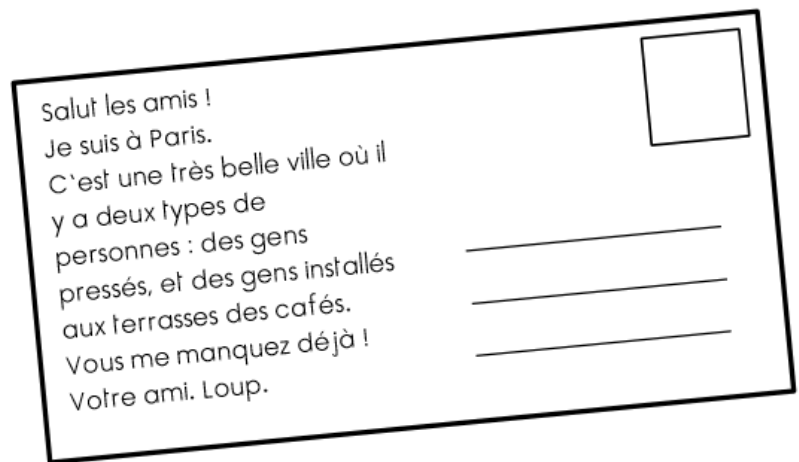 Salut les amis !
Je suis à Paris.
C'est une très belle ville où il
y a deux types de
personnes : des gens
pressés, et des gens installés
aux terrasses des cafés.
Vous me manquez déjà !
Votre ami. Loup.